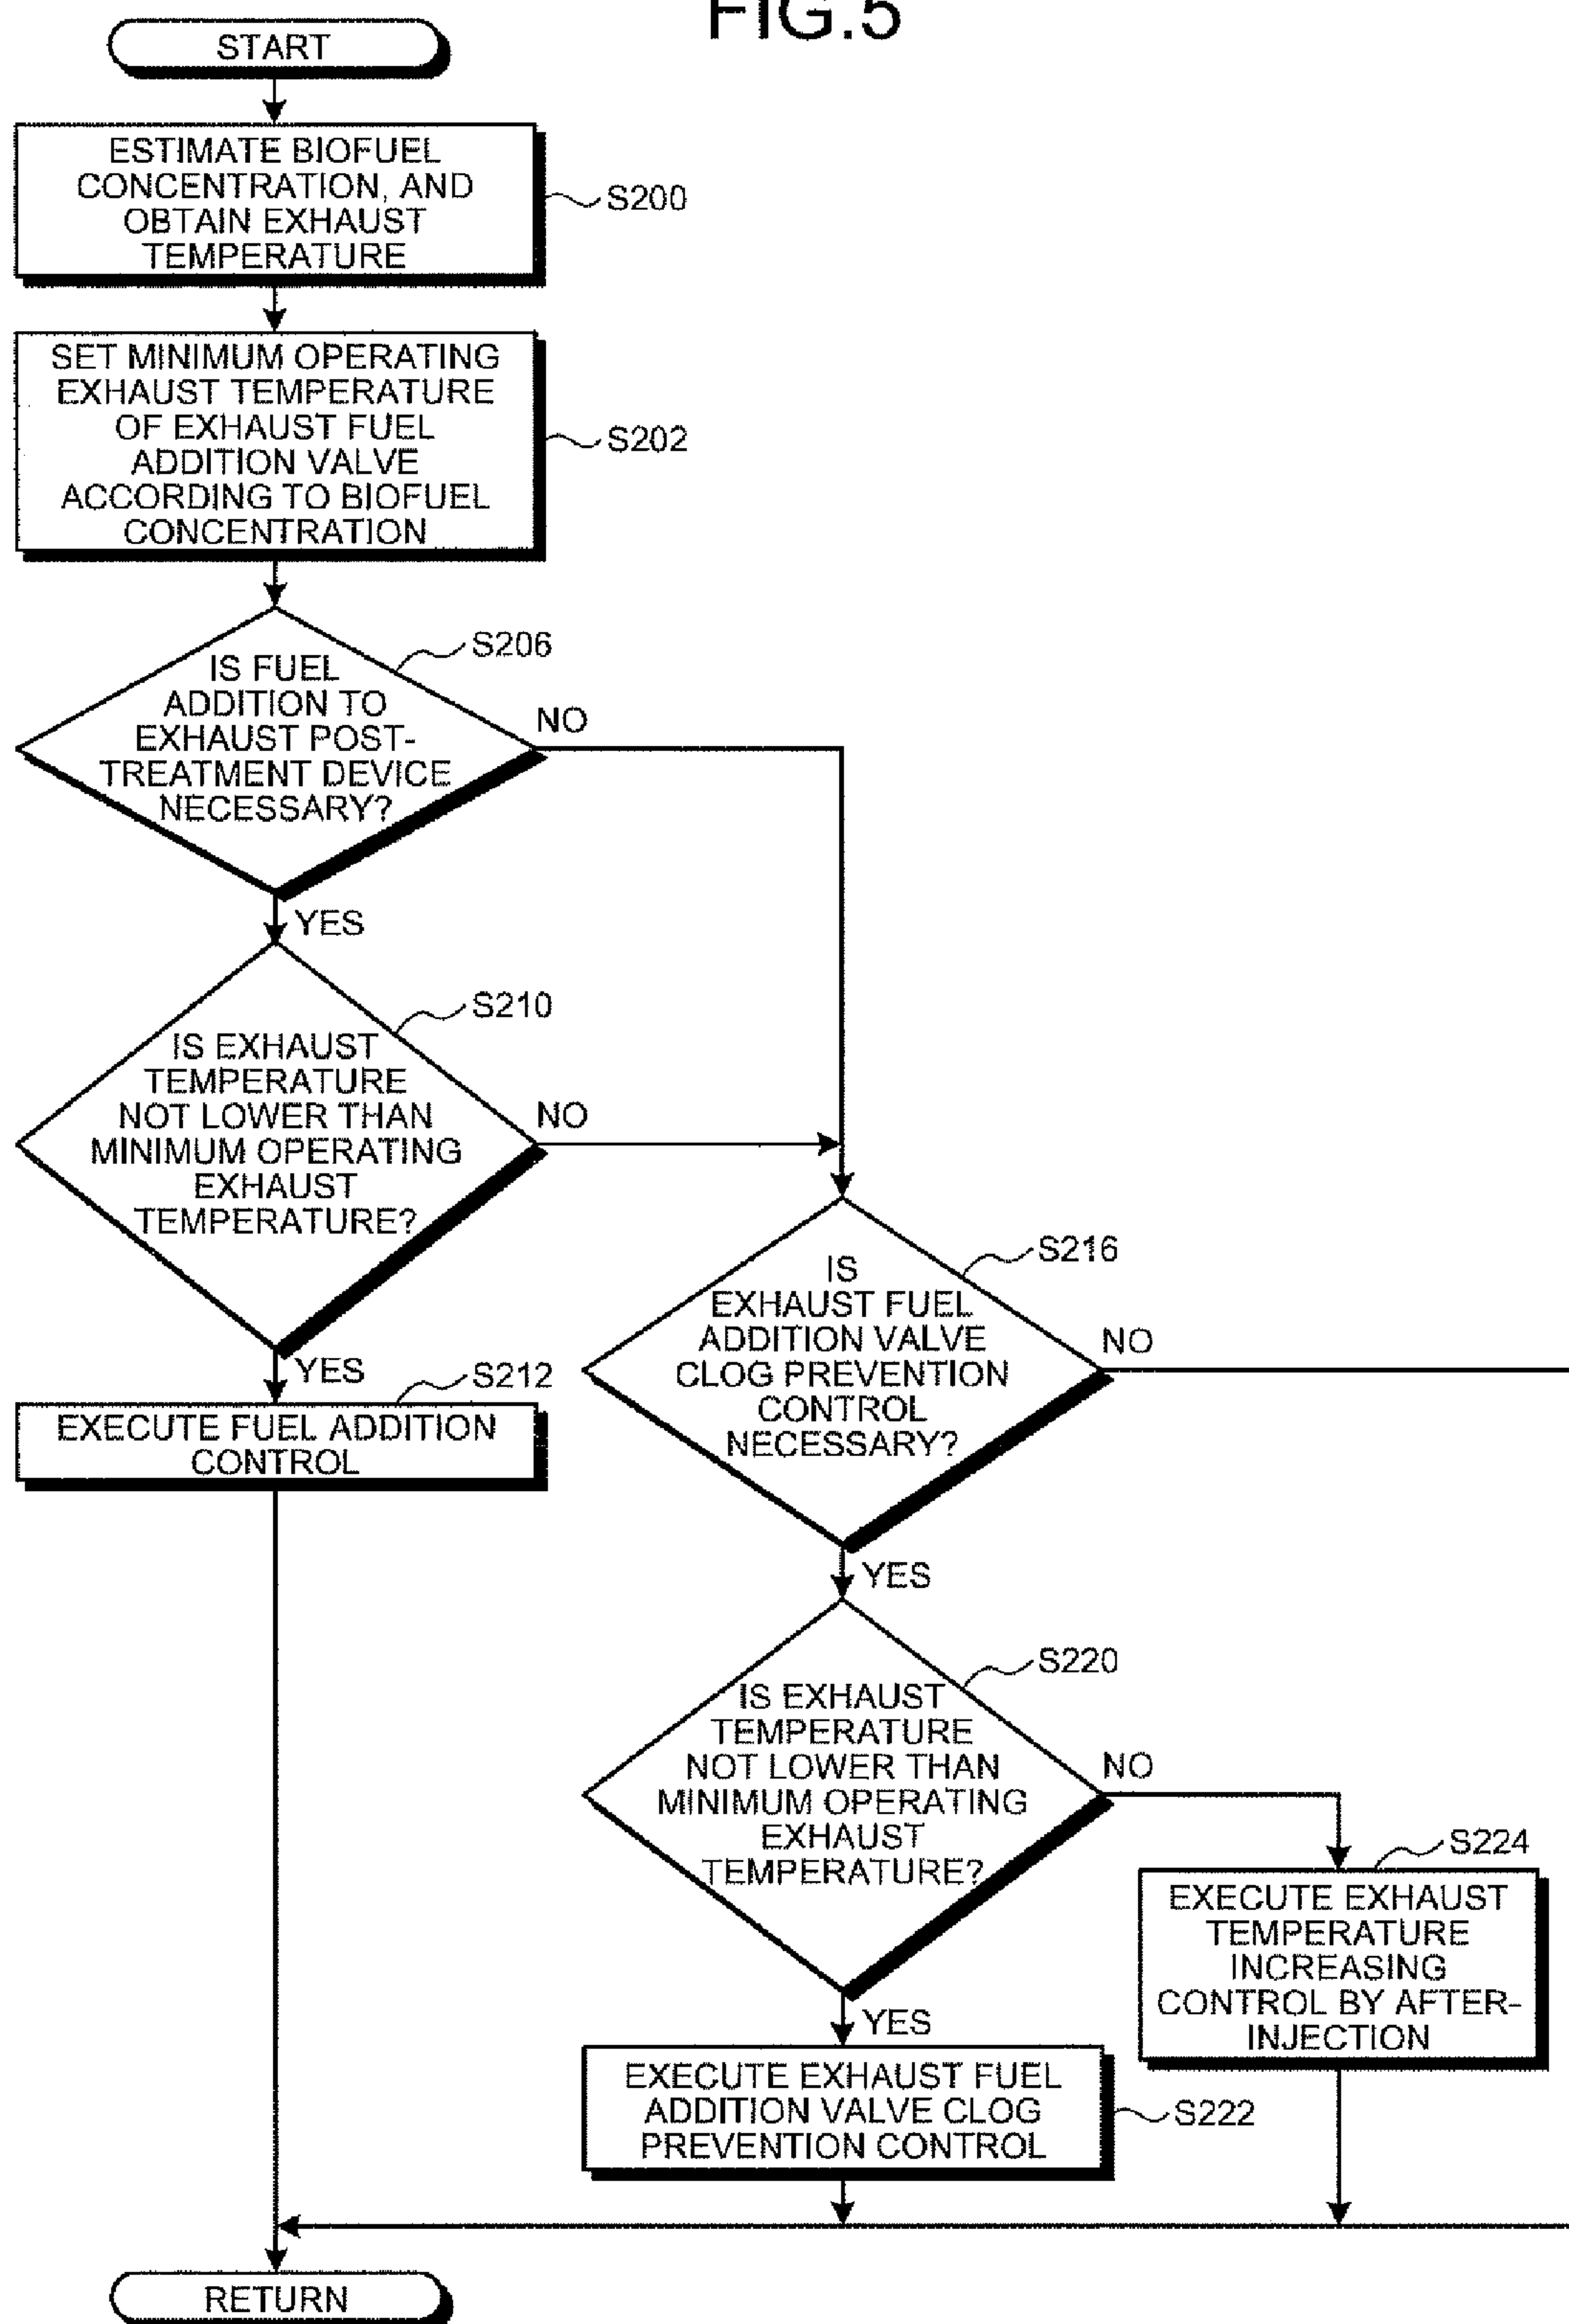 FIG.5
START
ESTIMATE BIOFUEL
CONCENTRATION, AND
OBTAIN EXHAUST
TEMPERATURE
S200
SET MINIMUM OPERATING
EXHAUST TEMPERATURE
OF EXHAUST FUEL
ADDITION VALVE
ACCORDING TO BIOFUEL
CONCENTRATION
S202
S206
IS FUEL
ADDITION TO
EXHAUST POST-
TREATMENT DEVICE
NECESSARY?
NO
YES
S210
IS EXHAUST
TEMPERATURE
NOT LOWER THAN
MINIMUM OPERATING
EXHAUST
TEMPERATURE?
NO
YES
S212
EXECUTE FUEL ADDITION
CONTROL
S216
IS
EXHAUST FUEL
ADDITION VALVE
CLOG PREVENTION
CONTROL
NECESSARY?
NO
YES
S220
IS EXHAUST
TEMPERATURE
NOT LOWER THAN
MINIMUM OPERATING
EXHAUST
TEMPERATURE?
NO
S224
EXECUTE EXHAUST
TEMPERATURE
INCREASING
CONTROL BY AFTER-
INJECTION
YES
EXECUTE EXHAUST FUEL
ADDITION VALVE CLOG
PREVENTION CONTROL
S222
RETURN